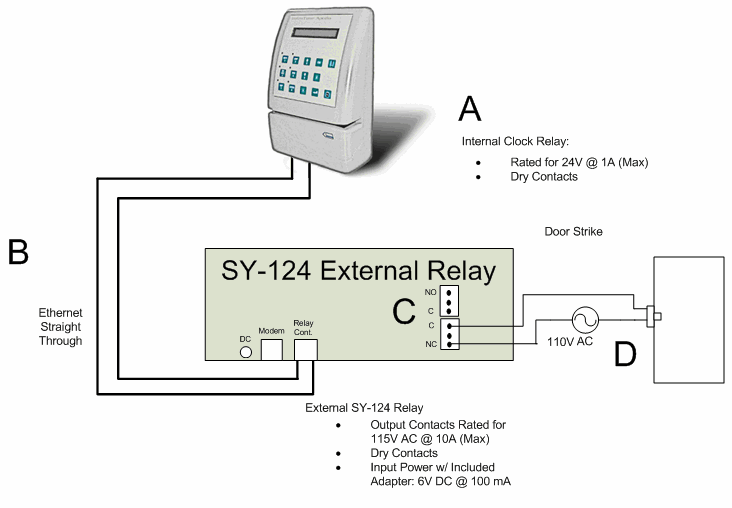 A
Internal Clock Relay:
• Rated for 24V @ 1A (Max)
• Dry Contacts
B
Ethernet
Straight
Through
Door Strike
SY-124 External Relay
NO
C
C
C
NC
DC
Modem
Relay
Cont.
110V AC
D
External SY-124 Relay
• Output Contacts Rated for
115V AC @ 10A (Max)
• Dry Contacts
• Input Power w/ Included
Adapter: 6V DC @ 100 mA